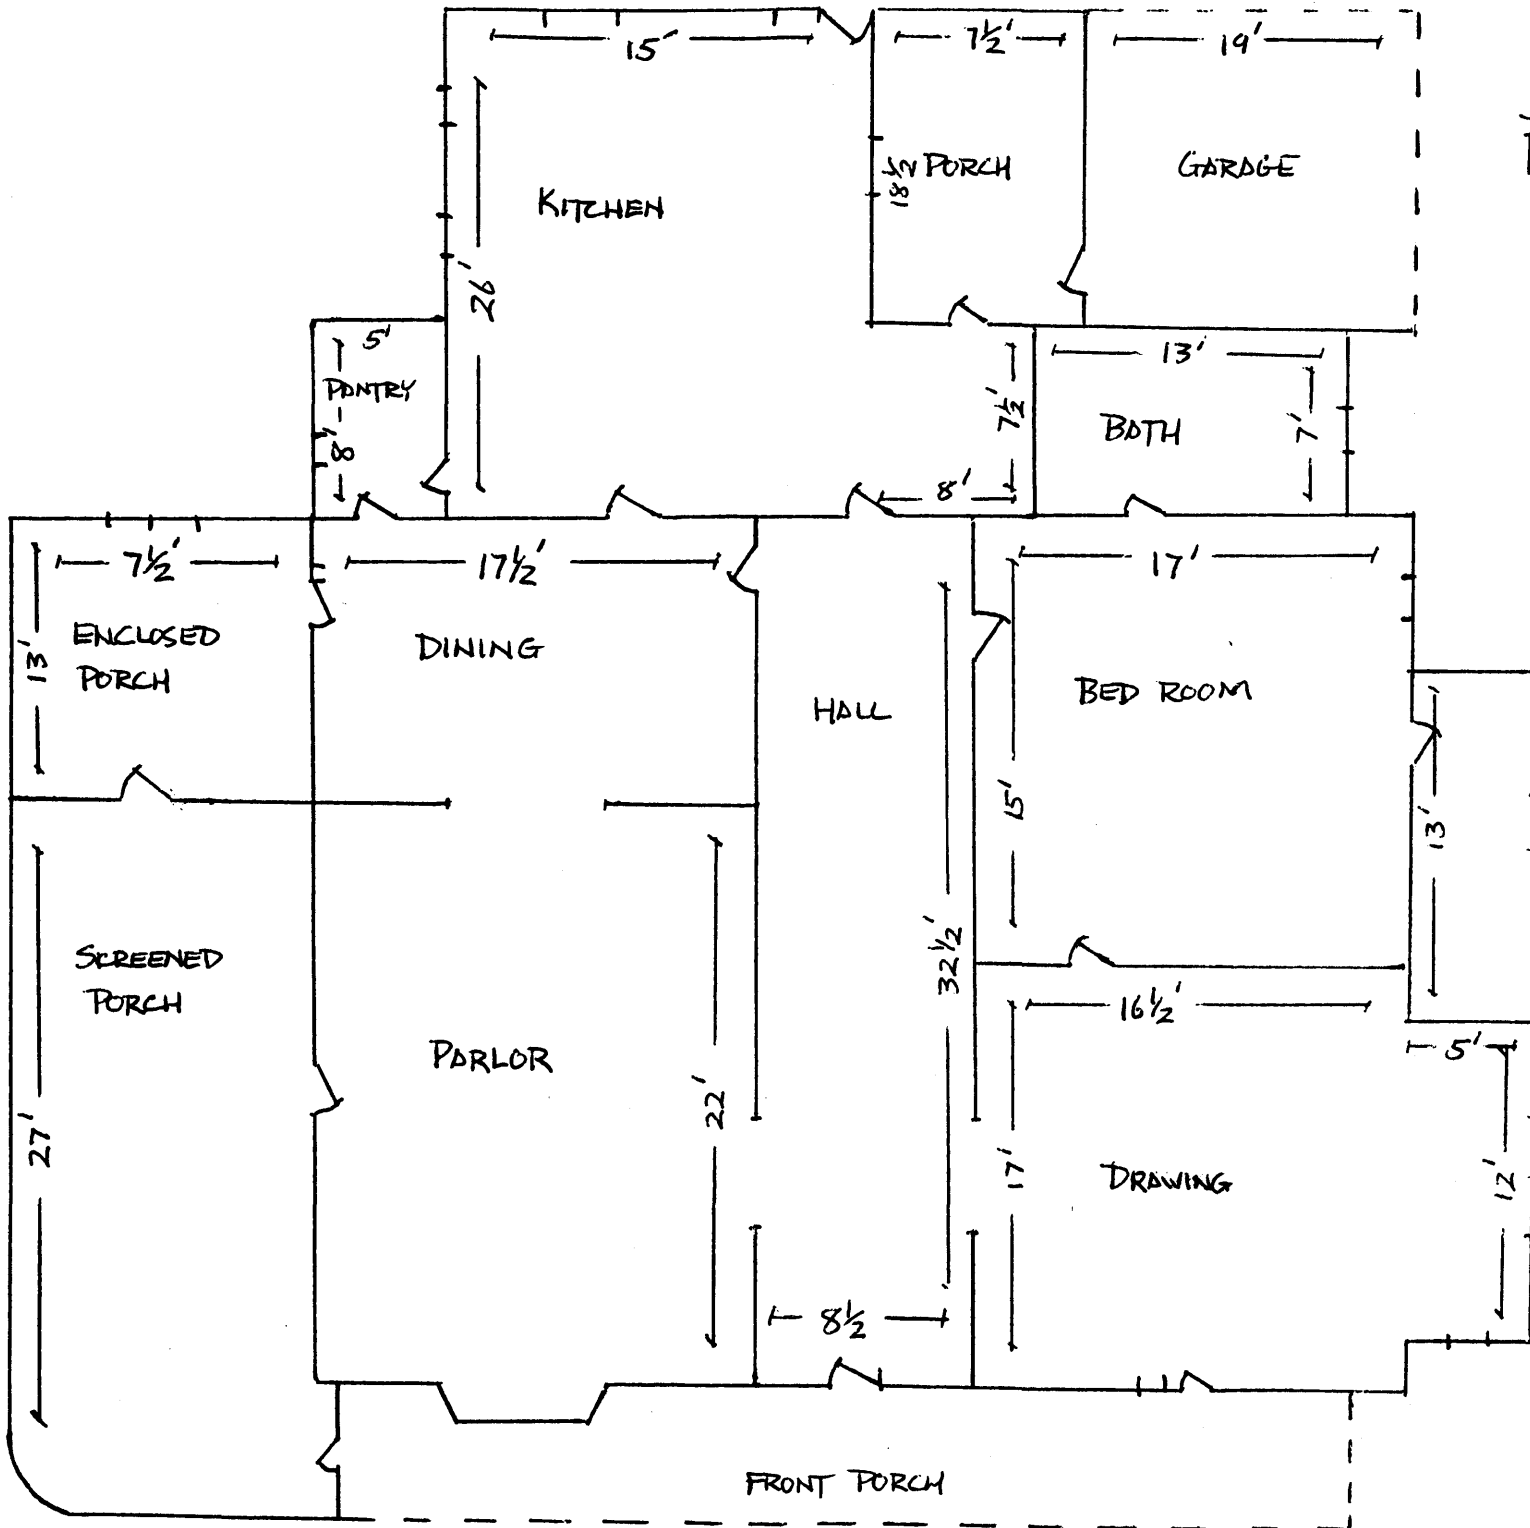 15'
7½'
19'
KITCHEN
18½
PORCH
GARAGE
26'
5'
PANTRY
8'
7½'
13'
BATH
7'
8'
7½'
17½'
17'
13'
ENCLOSED
PORCH
DINING
HALL
BED ROOM
15'
13'
SCREENED
PORCH
32½'
16½'
PARLOR
5'
22'
27'
17'
DRAWING
12'
8½
FRONT PORCH